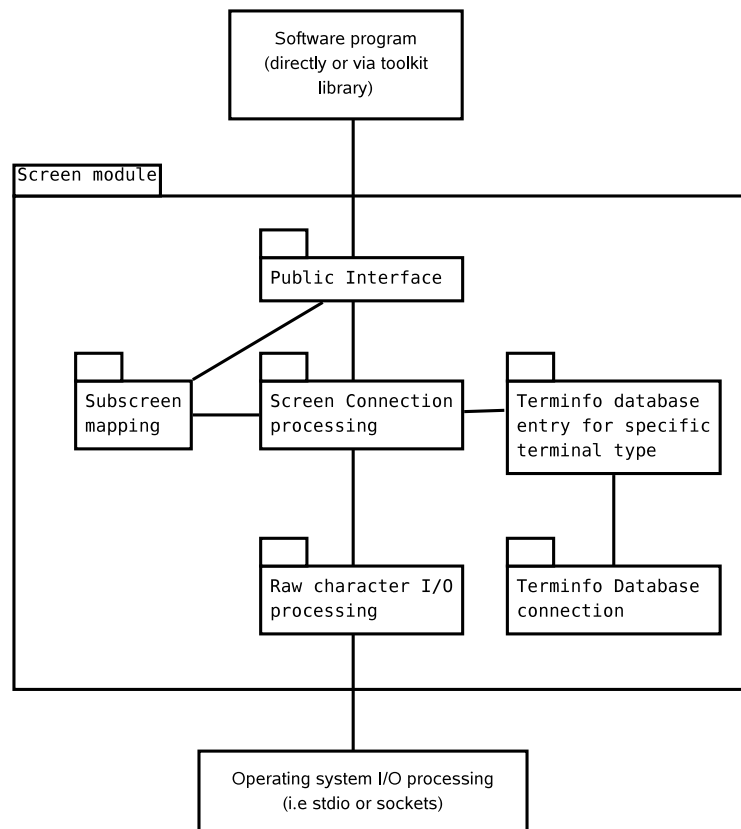 Software program
(directly or via toolkit
library)
Screen module
Public Interface
Subscreen
mapping
Screen Connection
processing
Terminfo database
entry for specific
terminal type
Raw character I/O
processing
Terminfo Database
connection
Operating system I/O processing
(i.e stdio or sockets)